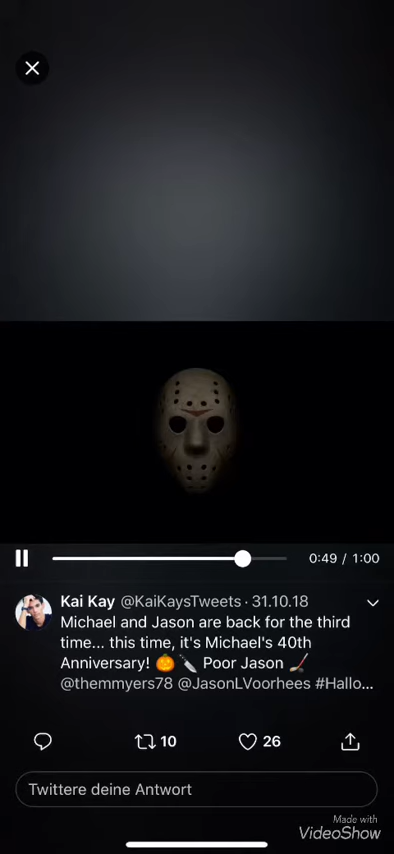 0:49 / 1:00
Kai Kay @KaiKaysTweets · 31.10.18
Michael and Jason are back for the third
time... this time, it's Michael's 40th
Anniversary! 🎃 🔪 Poor Jason 🏒
@themmyers78 @JasonLVoorhees #Hallo...
10
26
Twittere deine Antwort
Made with
VideoShow